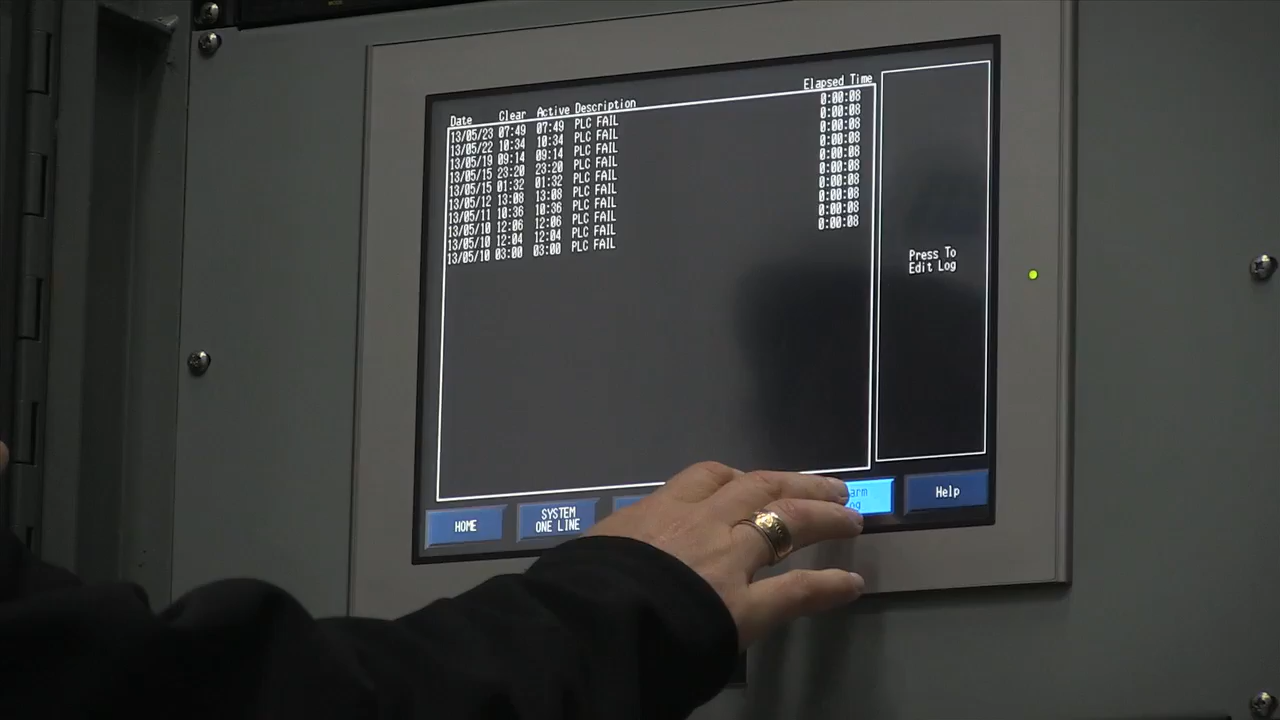 Date Clear Active Description Elapsed Time
13/05/23 07:49 07:49 PLC FAIL 0:00:08
13/05/22 10:34 10:34 PLC FAIL 0:00:08
13/05/19 09:14 09:14 PLC FAIL 0:00:08
13/05/15 23:20 23:20 PLC FAIL 0:00:08
13/05/15 01:32 01:32 PLC FAIL 0:00:08
13/05/12 13:08 13:08 PLC FAIL 0:00:08
13/05/11 10:36 10:36 PLC FAIL 0:00:08
13/05/10 12:06 12:06 PLC FAIL 0:00:08
13/05/10 12:04 12:04 PLC FAIL 0:00:08
13/05/10 03:00 03:00 PLC FAIL 0:00:08
Press To
Edit Log
HOME
SYSTEM
ONE LINE
Help